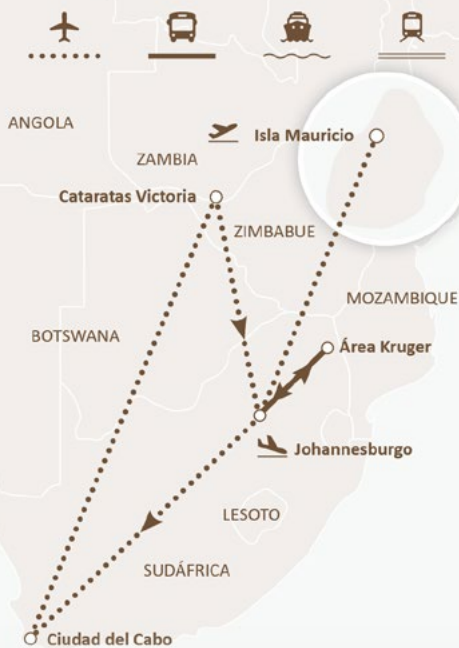 ANGOLA
Isla Mauricio
ZAMBIA
Cataratas Victoria
ZIMBABUE
MOZAMBIQUE
BOTSWANA
Área Kruger
Johannesburgo
LESOTO
SUDÁFRICA
Ciudad del Cabo